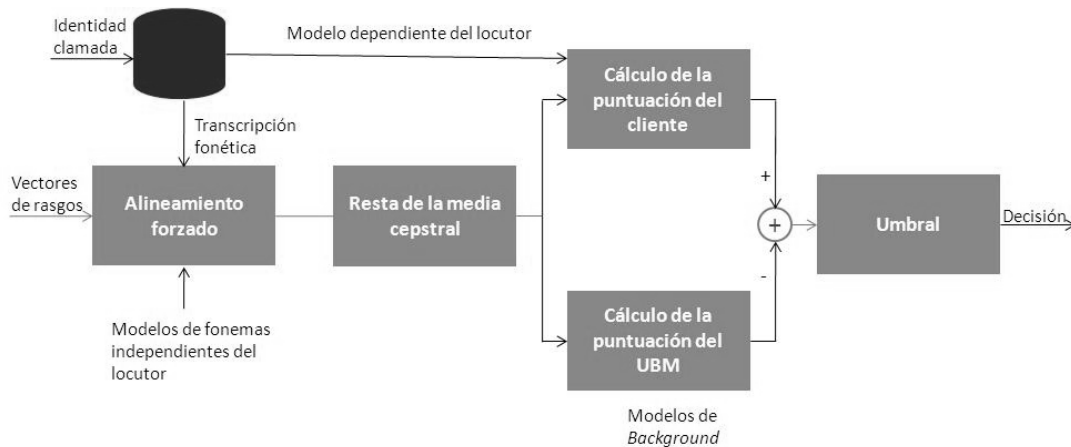 Identidad
clamada
Modelo dependiente del locutor
Cálculo de la
puntuación del
cliente
Transcripción
fonética
Vectores
de rasgos
Alineamiento
forzado
Resta de la media
cepstral
+
+
-
Umbral
Decisión
Modelos de fonemas
independientes del
locutor
Cálculo de la
puntuación del
UBM
Modelos de
Background